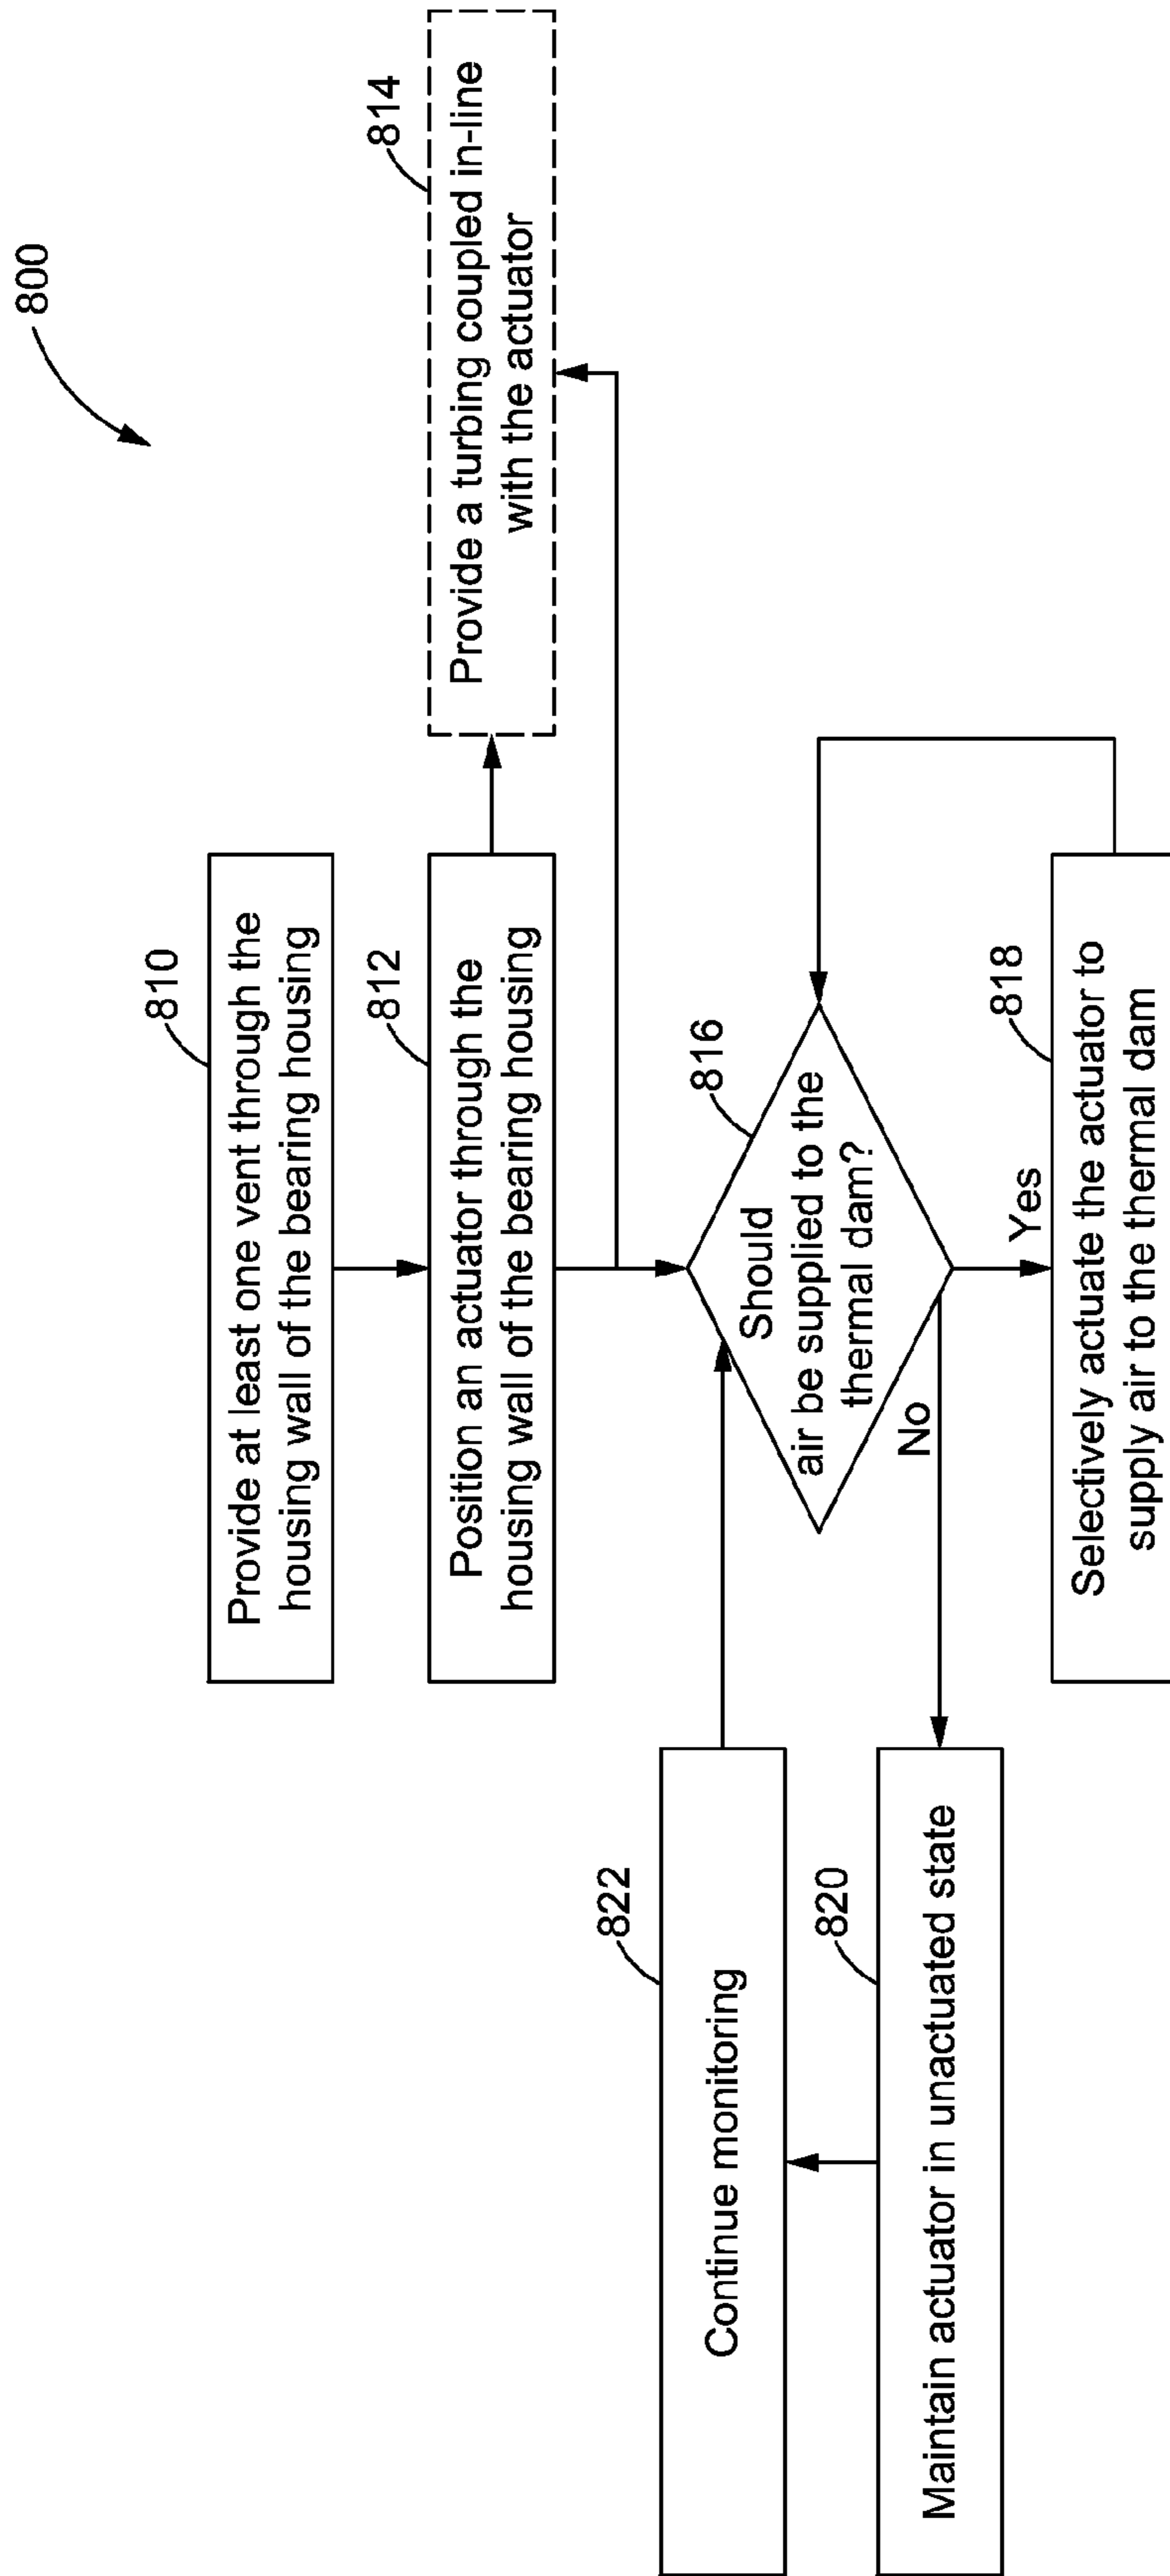 800
810
Provide at least one vent through the
housing wall of the bearing housing
812
Position an actuator through the
housing wall of the bearing housing
814
Provide a turbing coupled in-line
with the actuator
816
Should
air be supplied to the
thermal dam?
Yes
No
818
Selectively actuate the actuator to
supply air to the thermal dam
820
Maintain actuator in unactuated state
822
Continue monitoring